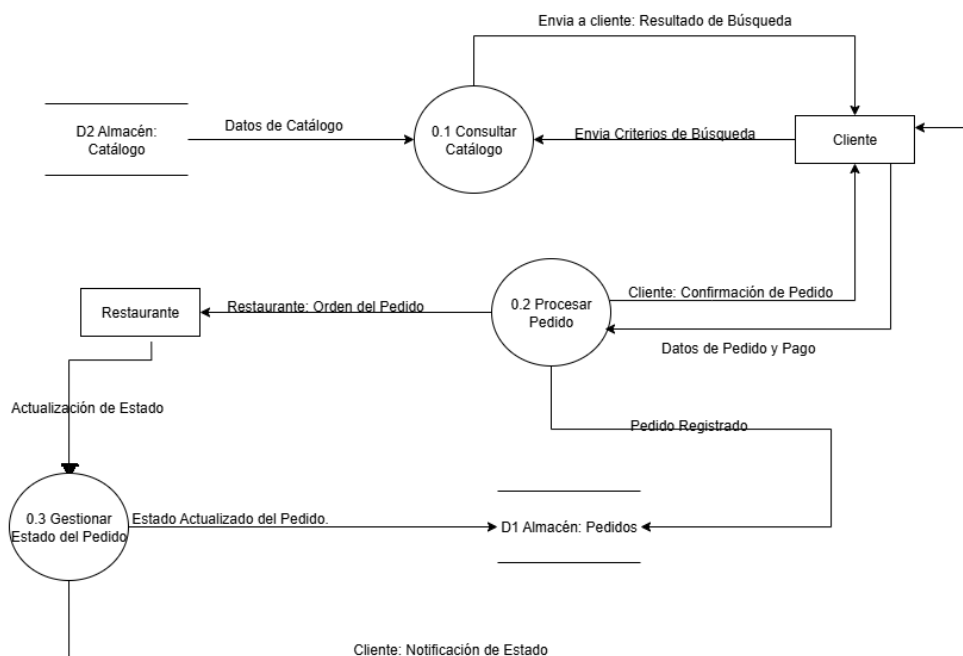 Envia a cliente: Resultado de Búsqueda
D2 Almacén:
Catálogo
Datos de Catálogo
0.1 Consultar
Catálogo
Envia Criterios de Búsqueda
Cliente
Restaurante
Restaurante: Orden del Pedido
0.2 Procesar
Pedido
Cliente: Confirmación de Pedido
Datos de Pedido y Pago
Actualización de Estado
Pedido Registrado
0.3 Gestionar
Estado del Pedido
Estado Actualizado del Pedido.
D1 Almacén: Pedidos
Cliente: Notificación de Estado